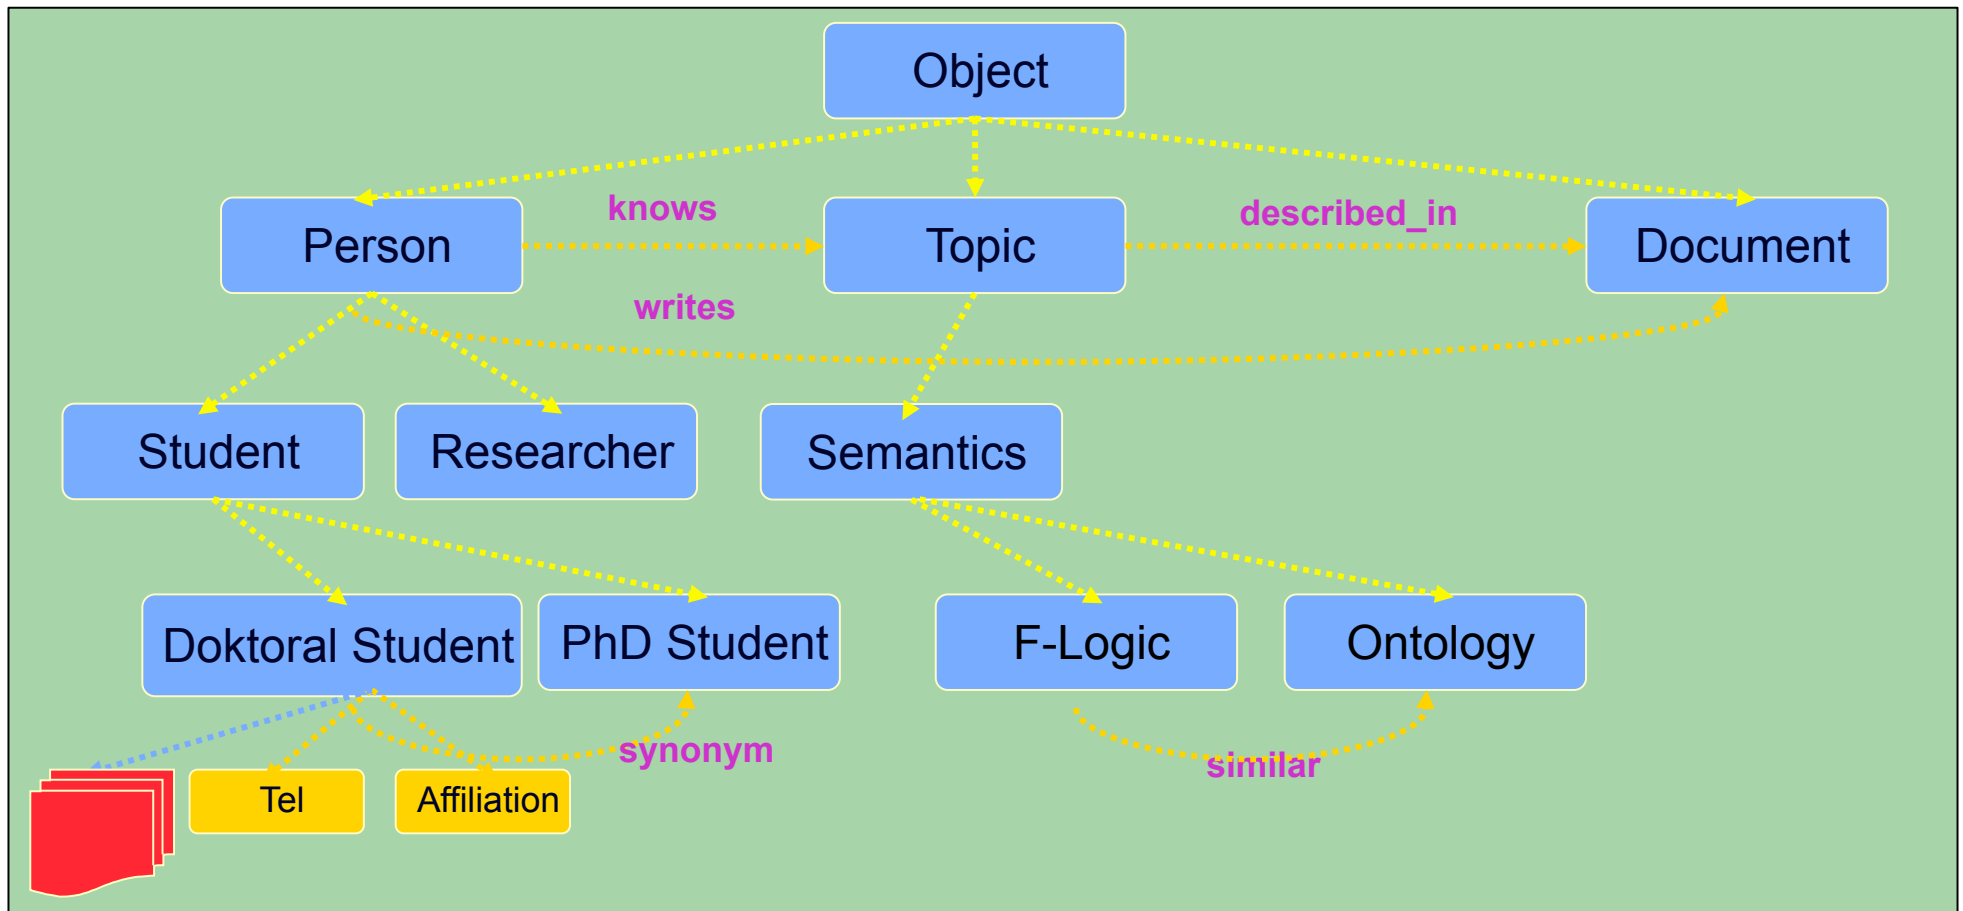 Object
knows
described_in
Person
Topic
Document
writes
Student
Researcher
Semantics
Doktoral Student
PhD Student
F-Logic
Ontology
synonym
similar
Tel
Affiliation